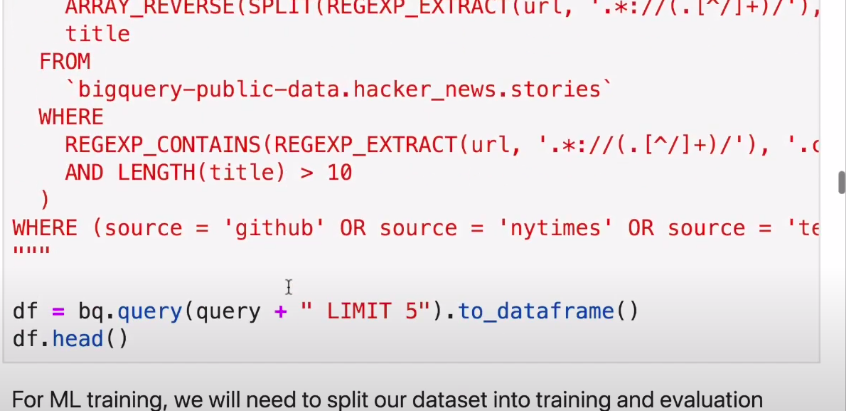 ARRAY_REVERSE(SPLIT(REGEXP_EXTRACT(url, '.*://(.[^/]+)/'),
title
FROM
`bigquery-public-data.hacker_news.stories`
WHERE
REGEXP_CONTAINS(REGEXP_EXTRACT(url, '.*://(.[^/]+)/'), '.c
AND LENGTH(title) > 10
)
WHERE (source = 'github' OR source = 'nytimes' OR source = 'te
"""
df = bq.query(query + " LIMIT 5").to_dataframe()
df.head()
For ML training, we will need to split our dataset into training and evaluation